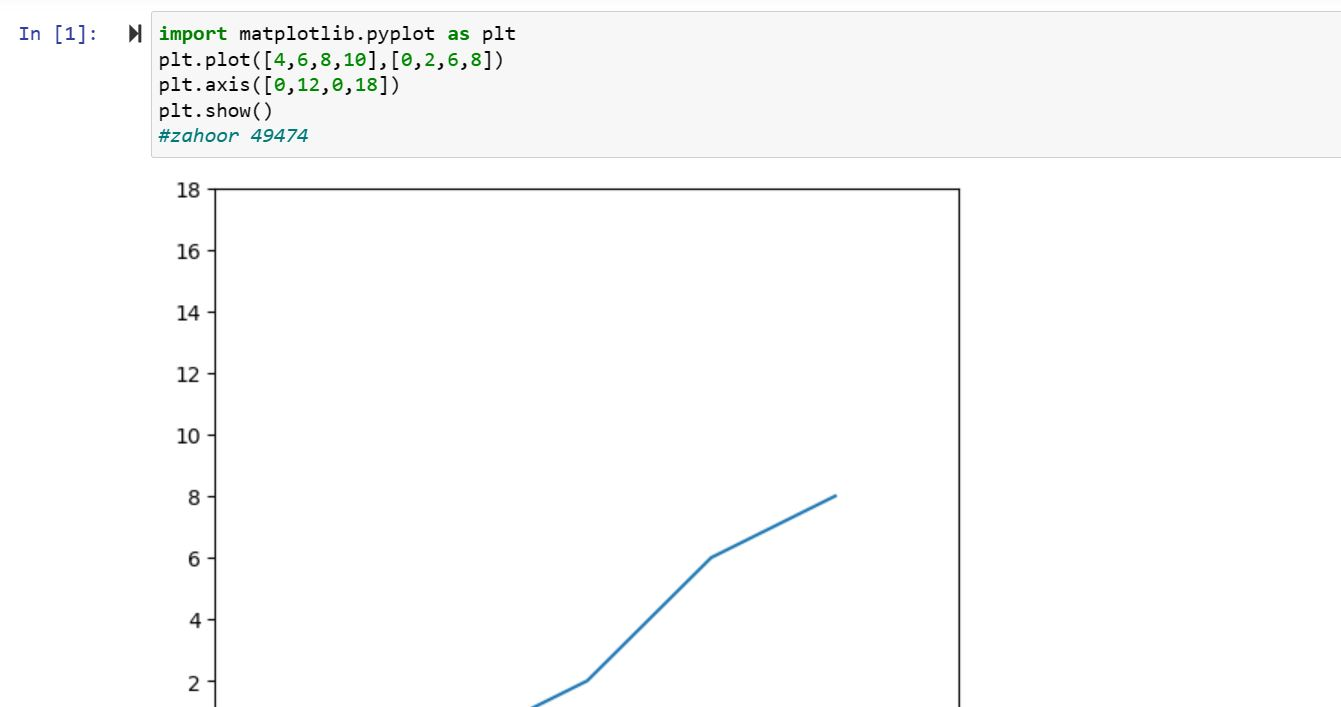 In [1]:
import matplotlib.pyplot as plt
plt.plot([4,6,8,10],[0,2,6,8])
plt.axis([0,12,0,18])
plt.show()
#zahoor 49474
18
16
14
12
10
8
6
4
2